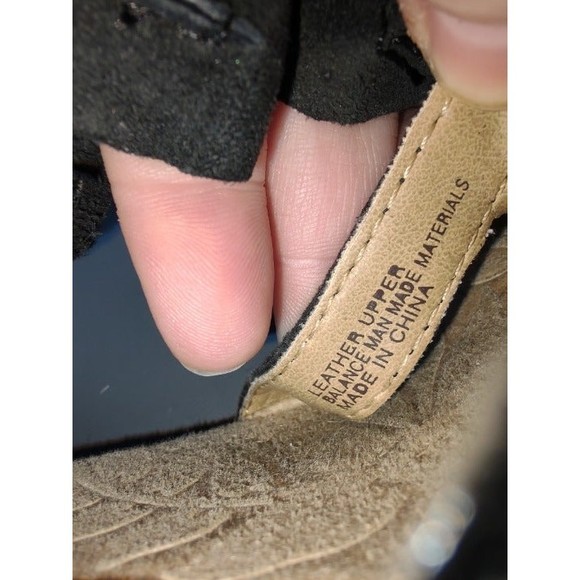 LEATHER UPPER
BALANCE MAN MADE MATERIALS
MADE IN CHINA